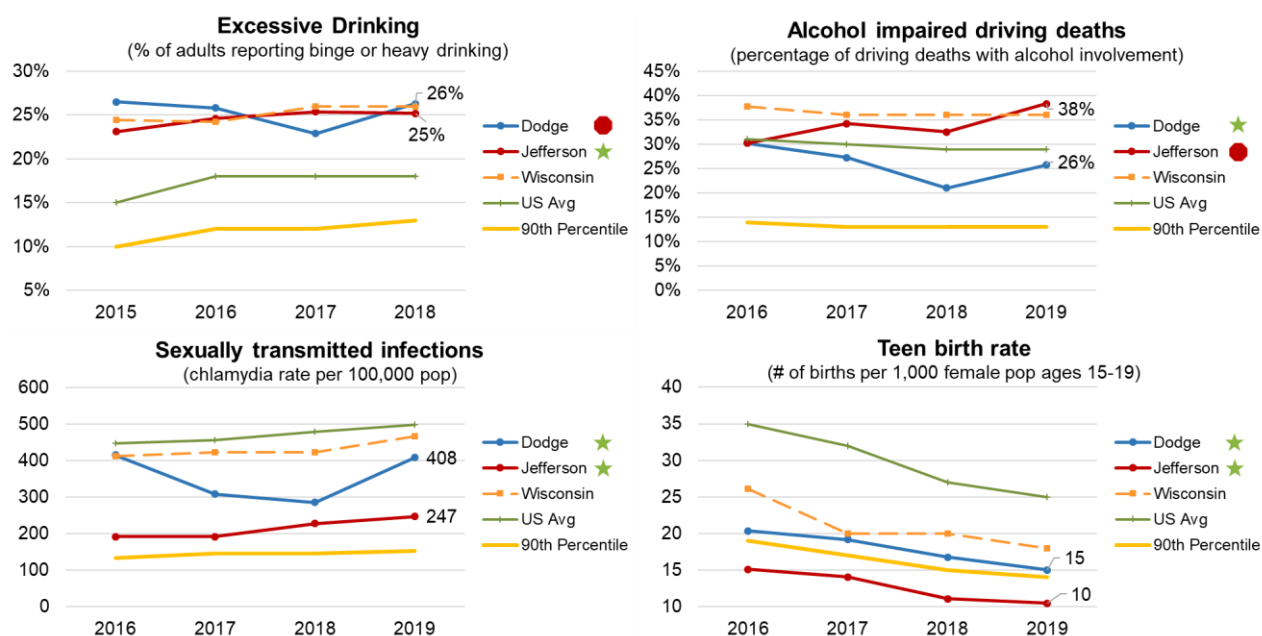 Excessive Drinking
(% of adults reporting binge or heavy drinking)
30%
25%
20%
15%
10%
5%
26%
25%
2015 2016 2017 2018
Dodge
Jefferson
Wisconsin
US Avg
90th Percentile
Alcohol impaired driving deaths
(percentage of driving deaths with alcohol involvement)
45%
40%
35%
30%
25%
20%
15%
10%
5%
0%
38%
26%
2016 2017 2018 2019
Dodge
Jefferson
Wisconsin
US Avg
90th Percentile
Sexually transmitted infections
(chlamydia rate per 100,000 pop)
600
500
400
300
200
100
0
408
247
2016 2017 2018 2019
Dodge
Jefferson
Wisconsin
US Avg
90th Percentile
Teen birth rate
(# of births per 1,000 female pop ages 15-19)
40
35
30
25
20
15
10
15
10
2016 2017 2018 2019
Dodge
Jefferson
Wisconsin
US Avg
90th Percentile